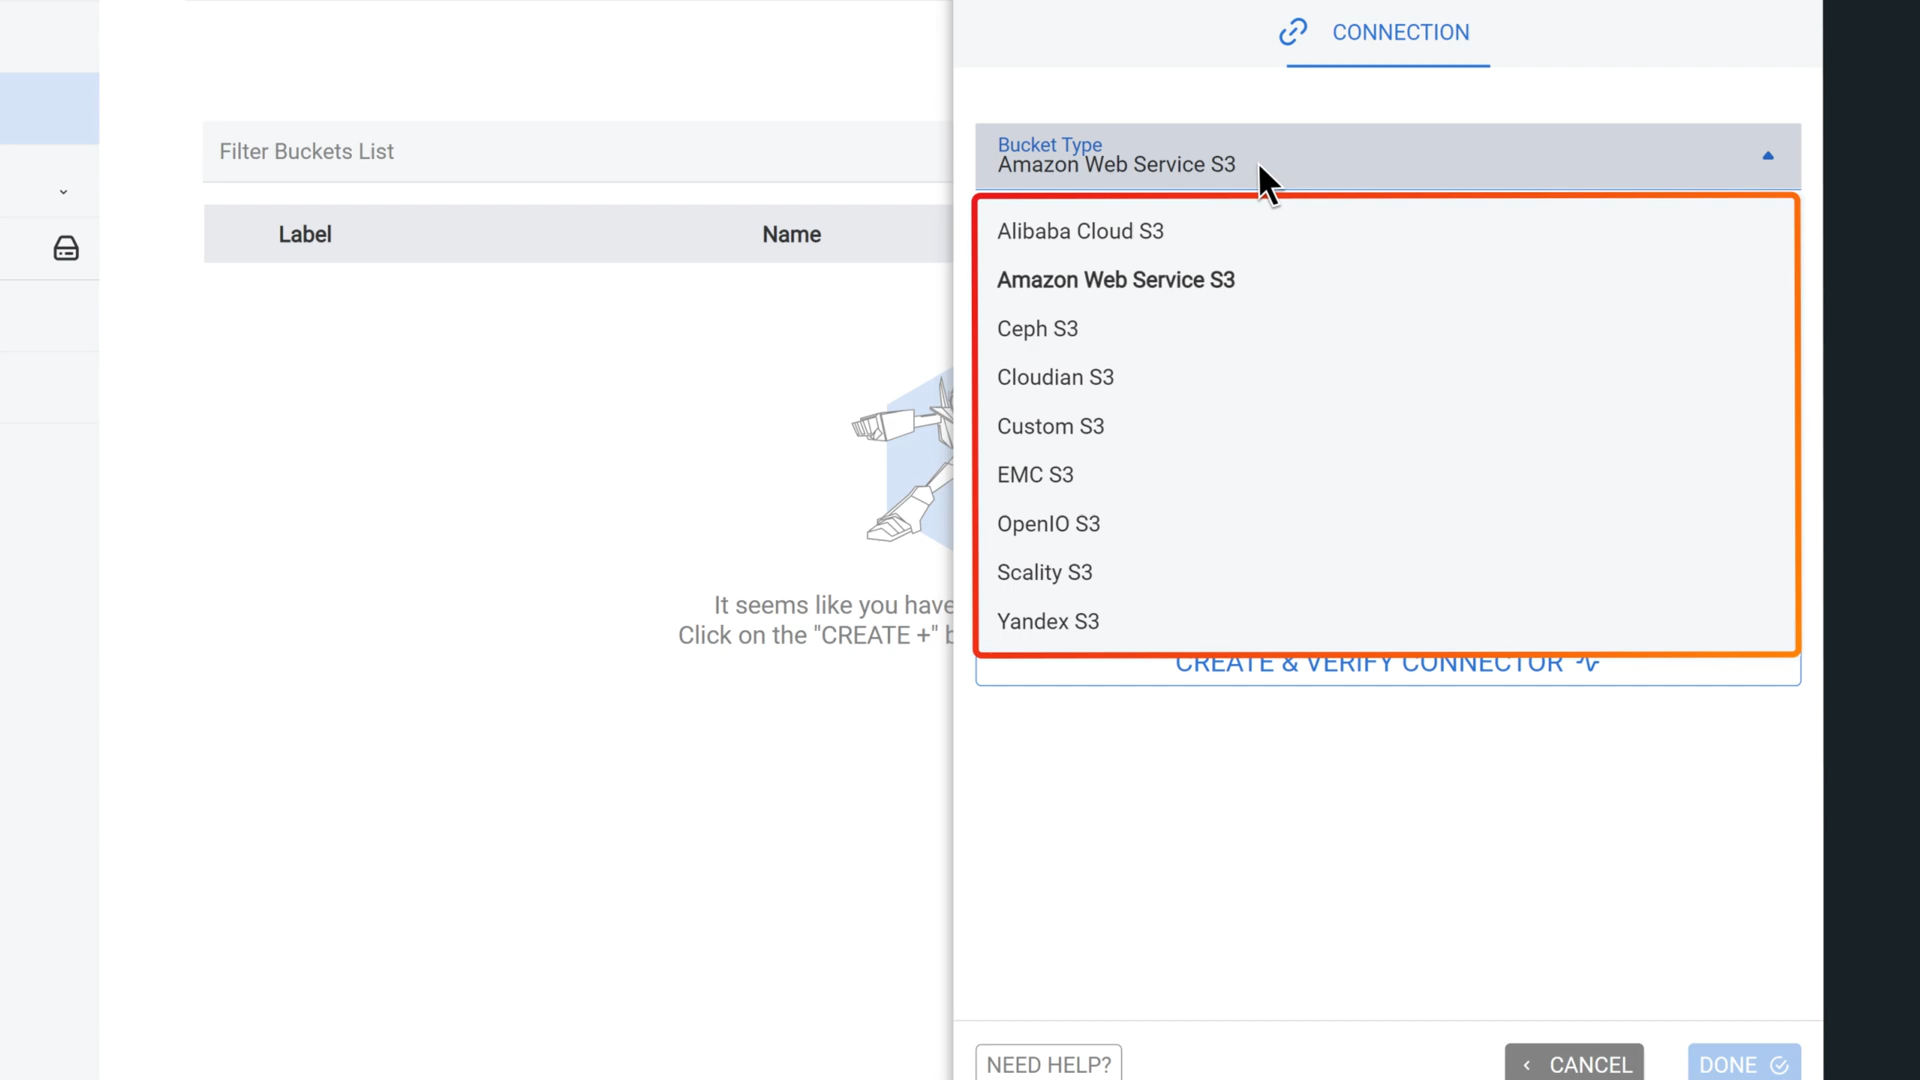 CONNECTION
Filter Buckets List
Label
Name
It seems like you have
Click on the "CREATE +" b
Bucket Type
Amazon Web Service S3
Alibaba Cloud S3
Amazon Web Service S3
Ceph S3
Cloudian S3
Custom S3
EMC S3
OpenIO S3
Scality S3
Yandex S3
CREATE & VERIFY CONNECTOR
NEED HELP?
CANCEL
DONE